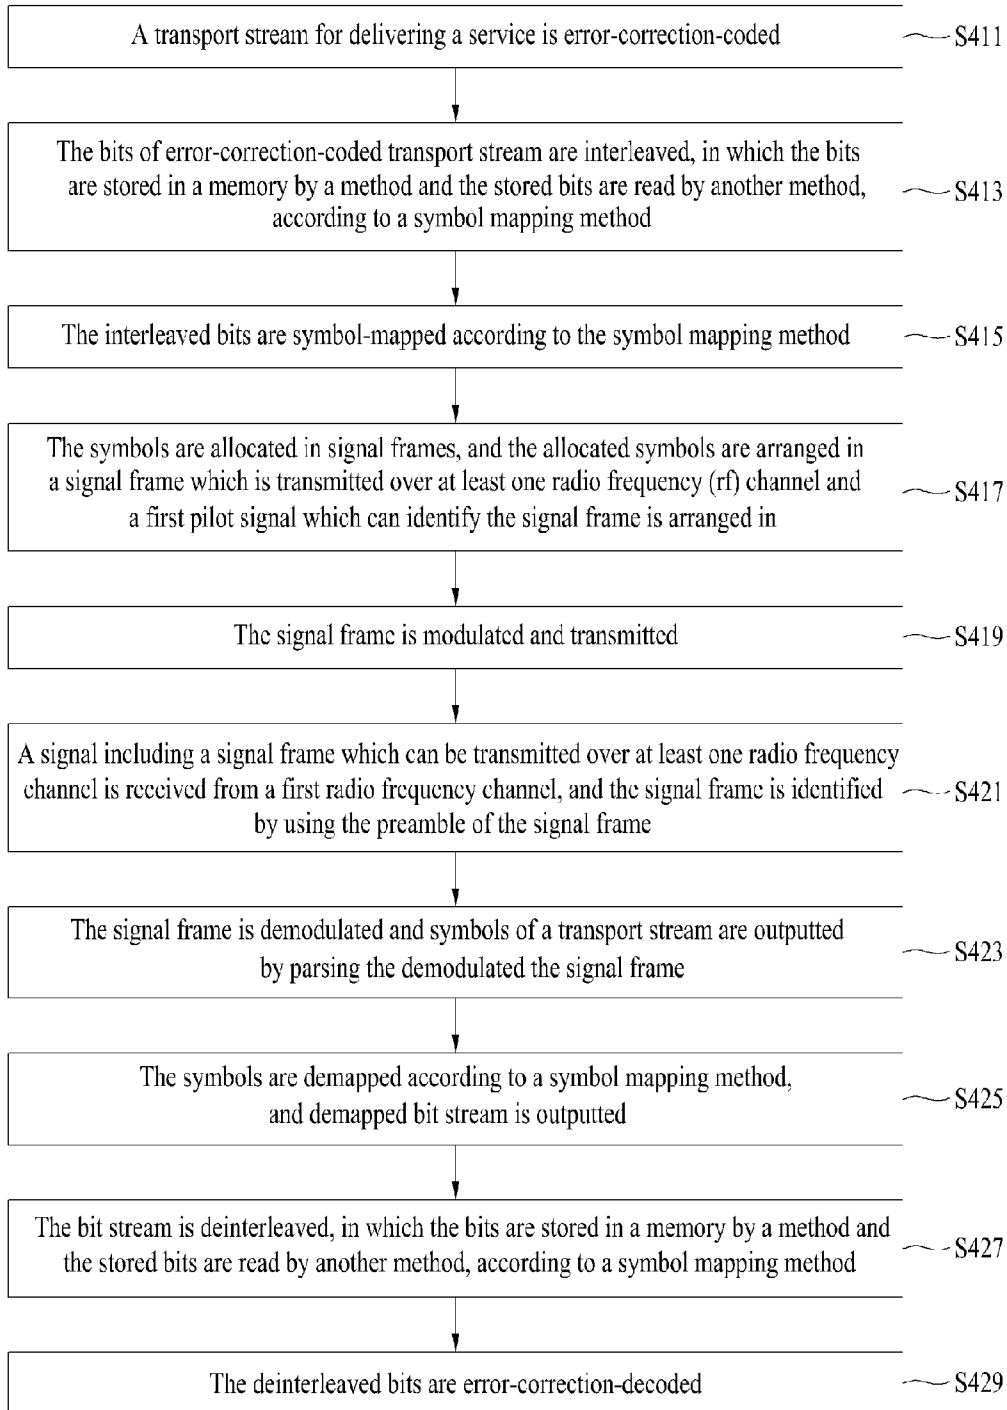 A transport stream for delivering a service is error-correction-coded
S411
The bits of error-correction-coded transport stream are interleaved, in which the bits
are stored in a memory by a method and the stored bits are read by another method,
according to a symbol mapping method
S413
The interleaved bits are symbol-mapped according to the symbol mapping method
S415
The symbols are allocated in signal frames, and the allocated symbols are arranged in
a signal frame which is transmitted over at least one radio frequency (rf) channel and
a first pilot signal which can identify the signal frame is arranged in
S417
The signal frame is modulated and transmitted
S419
A signal including a signal frame which can be transmitted over at least one radio frequency
channel is received from a first radio frequency channel, and the signal frame is identified
by using the preamble of the signal frame
S421
The signal frame is demodulated and symbols of a transport stream are outputted
by parsing the demodulated the signal frame
S423
The symbols are demapped according to a symbol mapping method,
and demapped bit stream is outputted
S425
The bit stream is deinterleaved, in which the bits are stored in a memory by a method and
the stored bits are read by another method, according to a symbol mapping method
S427
The deinterleaved bits are error-correction-decoded
S429